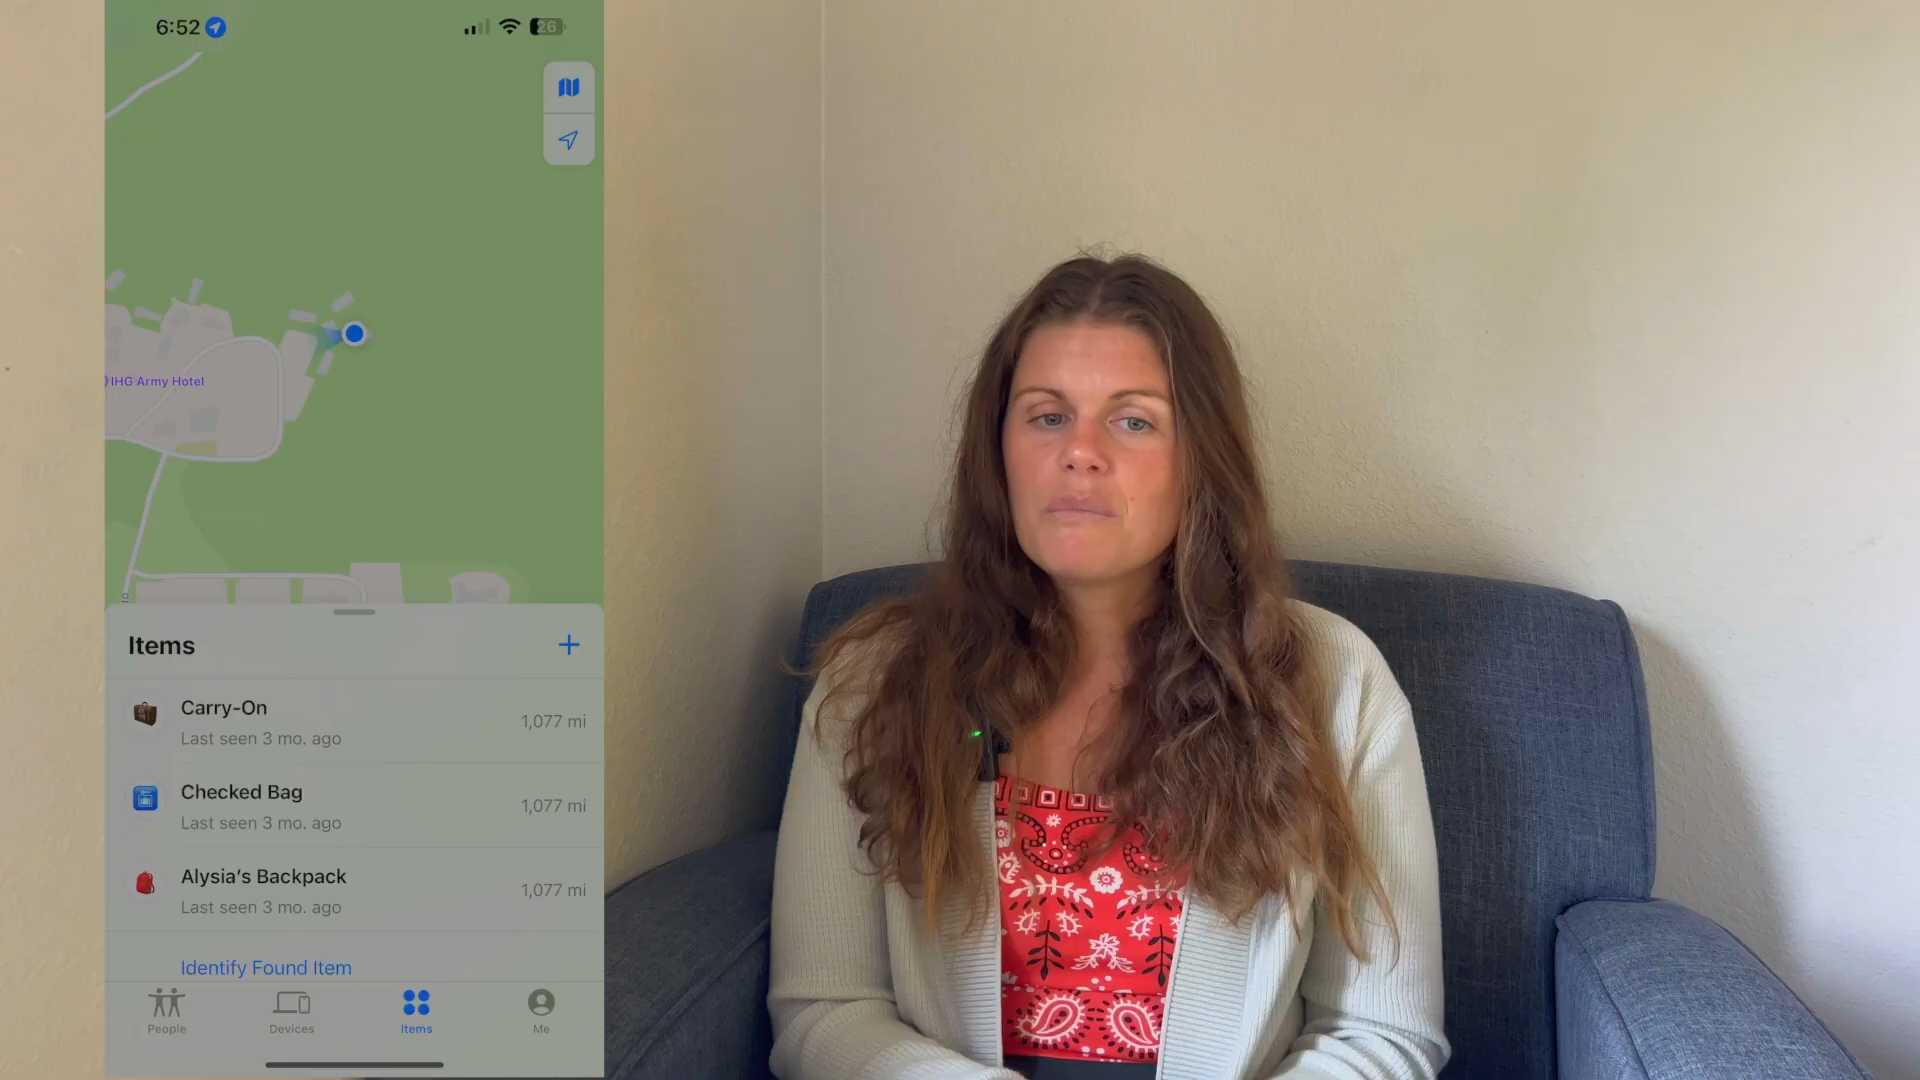 6:52
26
IHG Army Hotel
Items
Carry-On
1,077 mi
Last seen 3 mo. ago
Checked Bag
1,077 mi
Last seen 3 mo. ago
Alysia’s Backpack
1,077 mi
Last seen 3 mo. ago
Identify Found Item
People
Devices
Items
Me